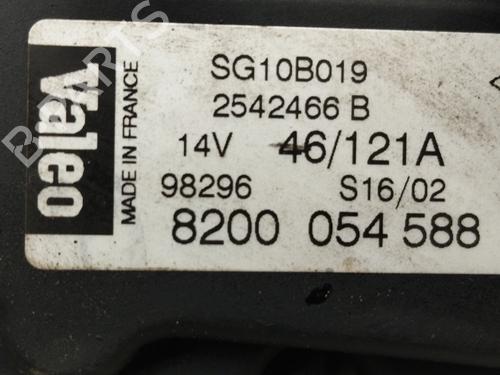 Valeo
MADE IN FRANCE
SG10B019
2542466 B
14V 46/121A
98296 S16/02
8200 054 588